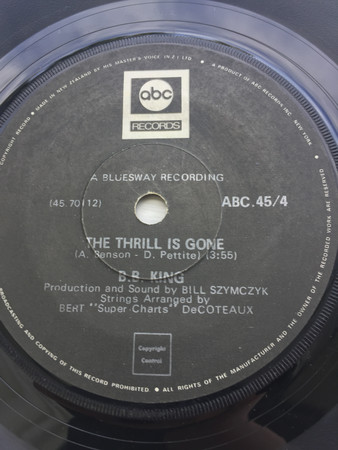 MADE IN NEW ZEALAND BY HIS MASTER'S VOICE (N.Z.) LTD
A PRODUCT OF ABC RECORDS INC. NEW YORK
abc
RECORDS
A BLUESWAY RECORDING
(45.70112)
ABC.45/4
THE THRILL IS GONE
(A. Benson - D. Pettite) (3:55)
B.B. KING
Production and Sound by BILL SZYMCZYK
Strings Arranged by
BERT "Super-Charts" DeCOTEAUX
Copyright
Control
ALL RIGHTS OF THE MANUFACTURER AND THE OWNER OF THE RECORDED WORK ARE RESERVED
COPYRIGHT RECORD
BROADCASTING AND COPYING OF THIS RECORD PROHIBITED